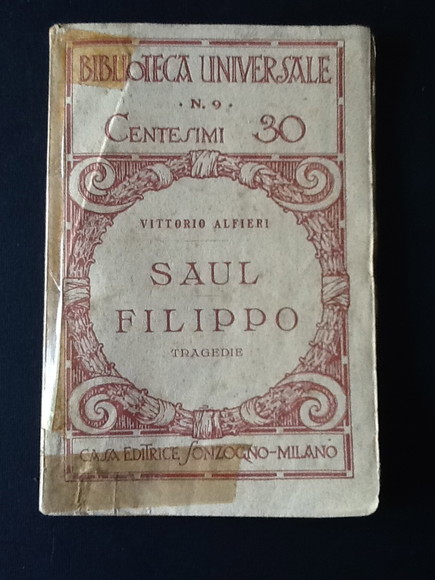 BIBLIOTECA UNIVERSALE
· N. 9 ·
CENTESIMI 30
VITTORIO ALFIERI
SAUL
FILIPPO
TRAGEDIE
CASA EDITRICE SONZOGNO-MILANO